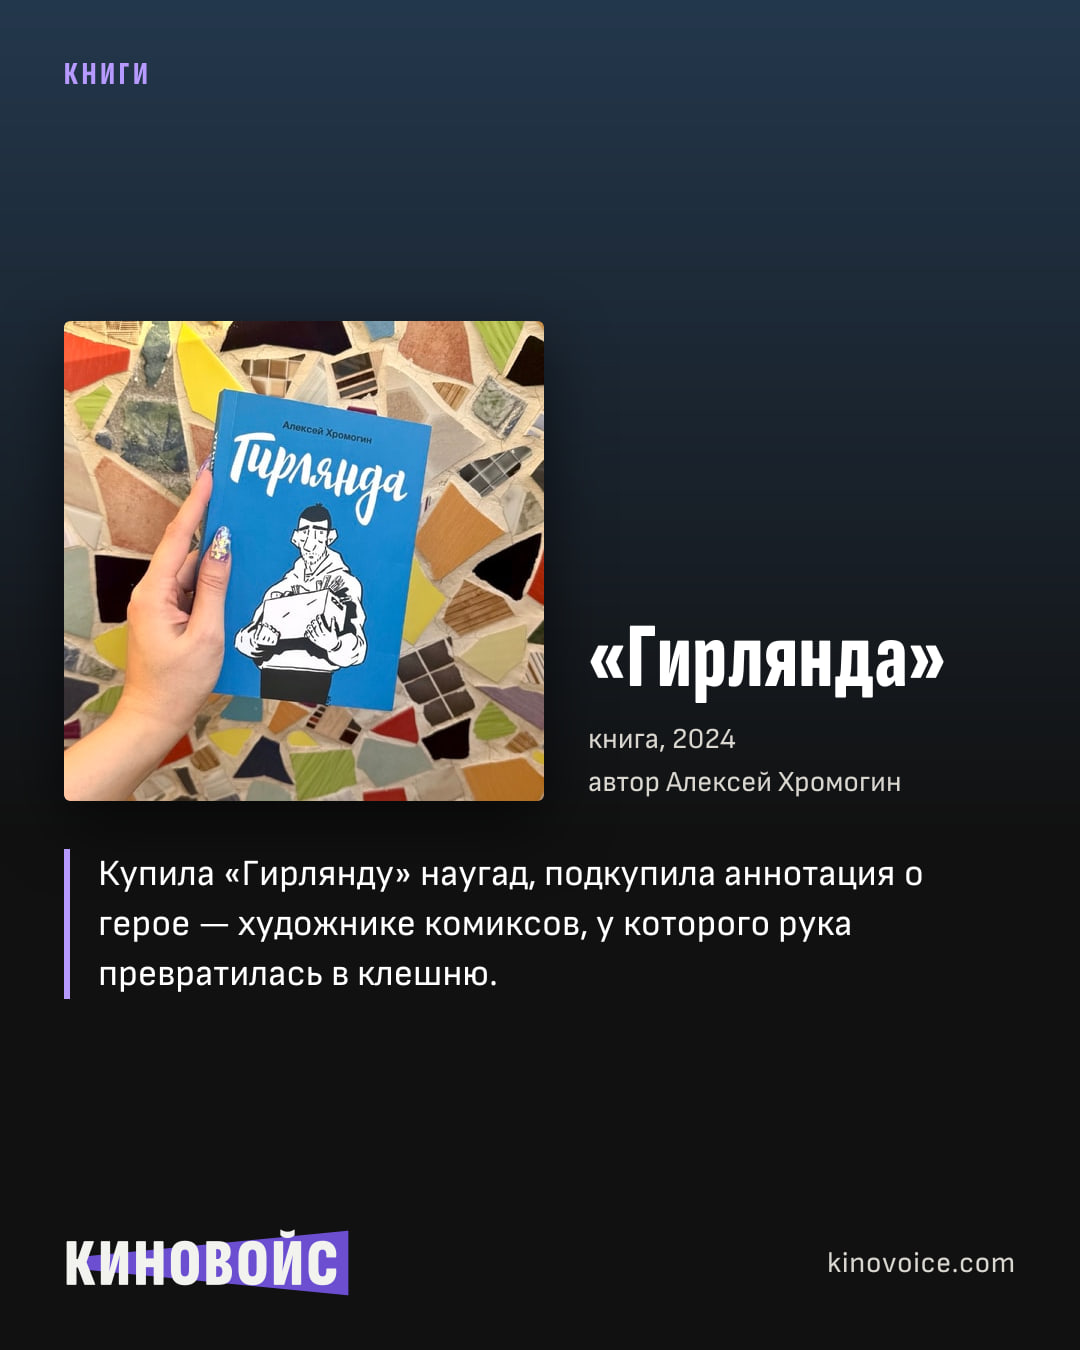 КНИГИ
Алексей Хромогин
Гирлянда
«Гирлянда»
книга, 2024
автор Алексей Хромогин
Купила «Гирлянду» наугад, подкупила аннотация о
герое — художнике комиксов, у которого рука
превратилась в клешню.
КИНОВОЙС
kinovoice.com